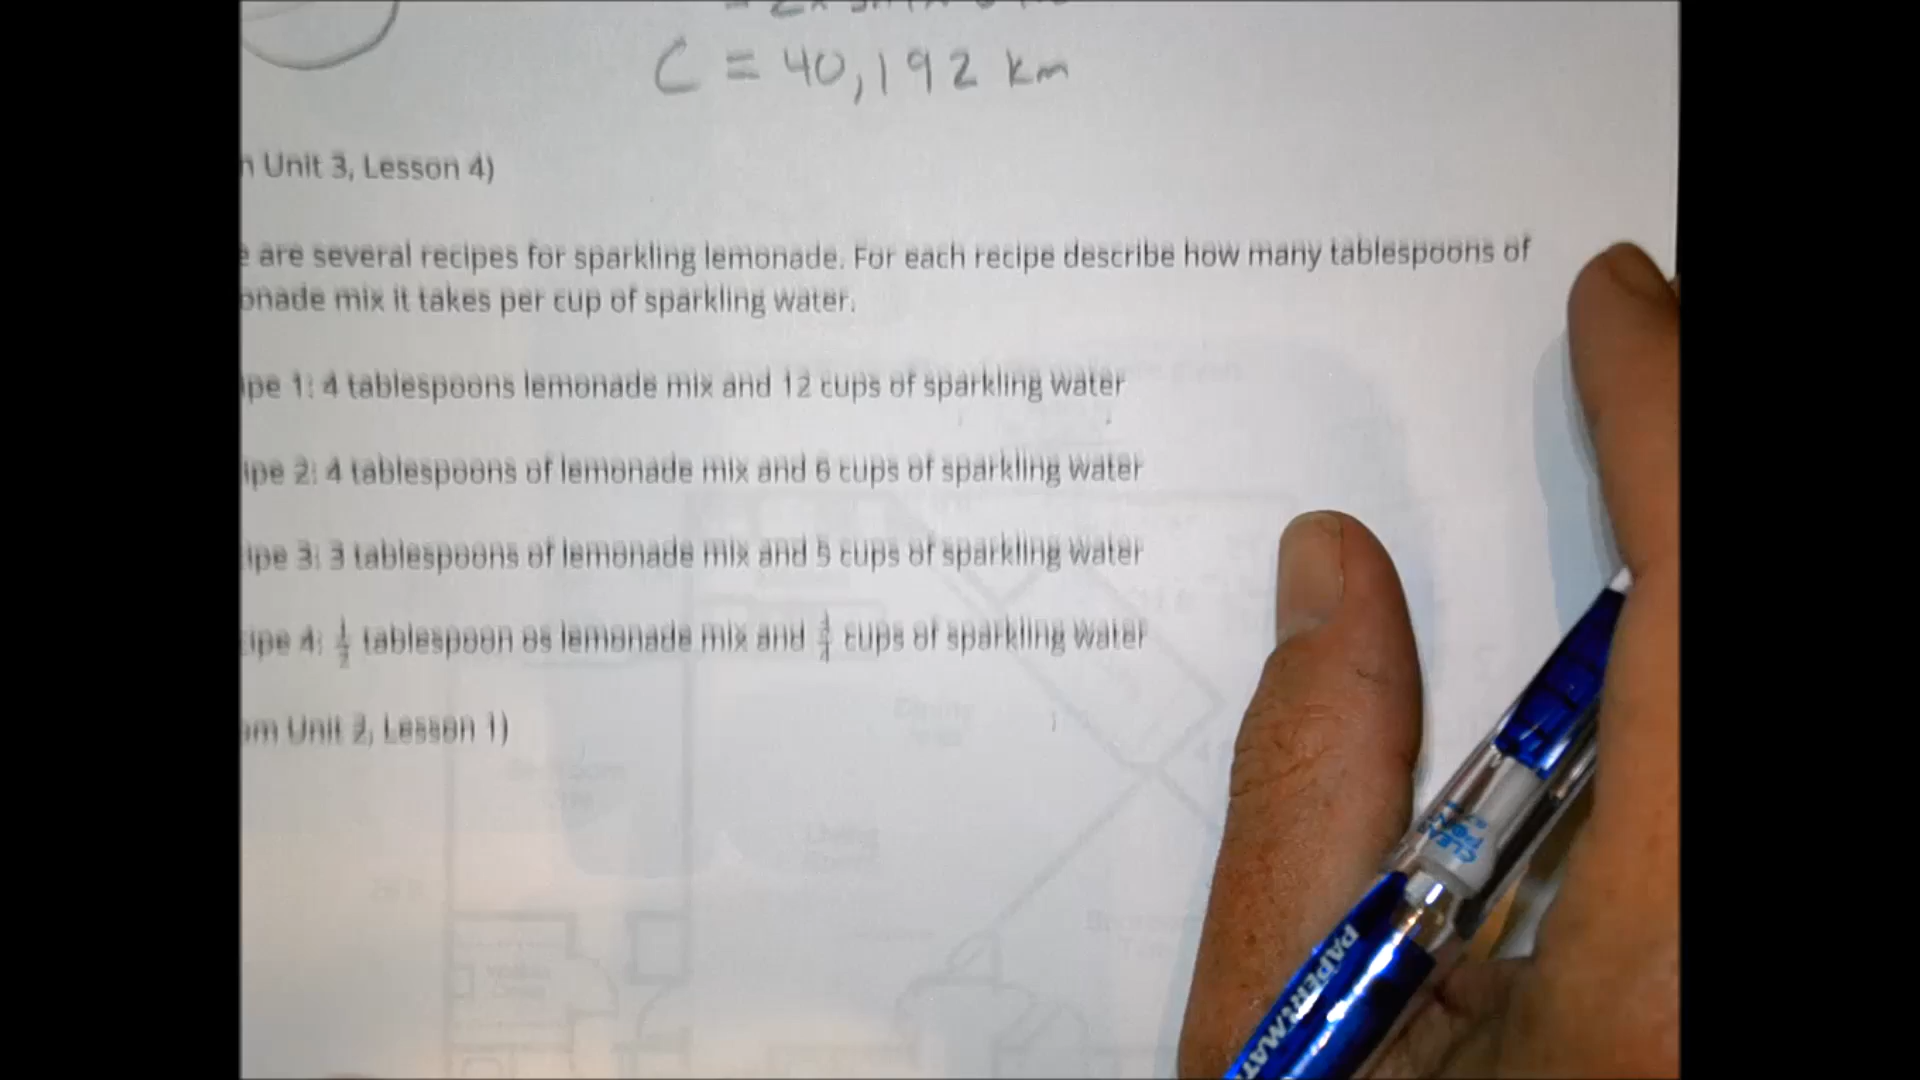 C = 40,192 km
n Unit 3, Lesson 4)
e are several recipes for sparkling lemonade. For each recipe describe how many tablespoons of
onade mix it takes per cup of sparkling water.
ipe 1: 4 tablespoons lemonade mix and 12 cups of sparkling water
ipe 2: 4 tablespoons of lemonade mix and 6 cups of sparkling water
ipe 3: 3 tablespoons of lemonade mix and 5 cups of sparkling water
ipe 4: 1/2 tablespoon os lemonade mix and cups of sparkling water
om Unit 2, Lesson 1)
CLEAR POINT
PAPERMATE